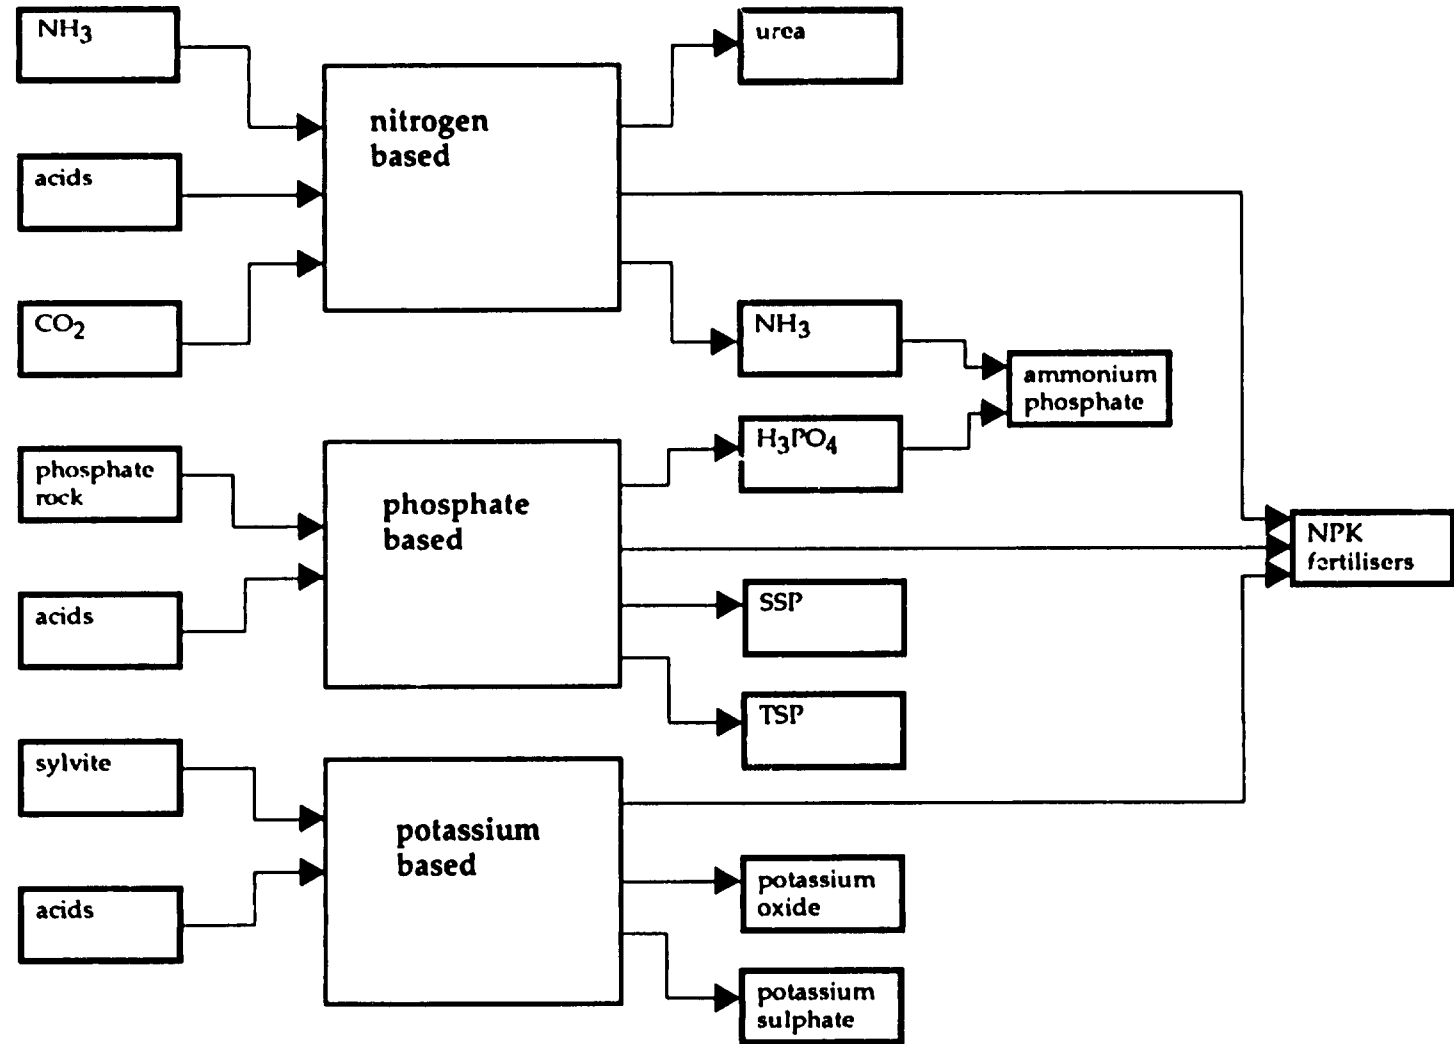 NH₃
acids
CO₂
phosphate
rock
acids
sylvite
acids
nitrogen
based
phosphate
based
potassium
based
urea
NH₃
H₃PO₄
SSP
TSP
potassium
oxide
potassium
sulphate
ammonium
phosphate
NPK
fertilisers